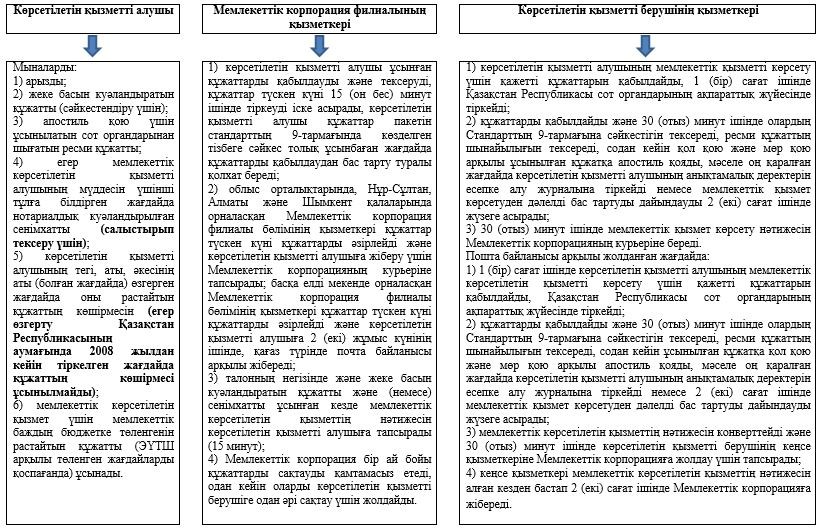 Көрсетілетін қызметті алушы
Мыналарды:
1) арызды;
2) жеке басын куәландыратын
құжатты (сәйкестендіру үшін);
3) апостиль қою үшін
ұсынылатын сот органдарынан
шығатын ресми құжатты;
4) егер мемлекеттік
көрсетілетін қызметті
алушының мүддесін үшінші
тұлға білдірген жағдайда
нотариалдық куәландырылған
сенімхатты (салыстырып
тексеру үшін);
5) көрсетілетін қызметті
алушының тегі, аты, әкесінің
аты (болған жағдайда) өзгерген
жағдайда оны растайтын
құжаттың көшірмесін (егер
өзгерту Қазақстан
Республикасының
аумағында 2008 жылдан
кейін тіркелген жағдайда
құжаттың көшірмесі
ұсынылмайды);
6) мемлекеттік көрсетілетін
қызмет үшін мемлекеттік
баждың бюджетке төленгенін
растайтын құжатты (ЭҮТШ
арқылы төленген жағдайларды
қоспағанда) ұсынады.
Мемлекеттік корпорация филиалының
қызметкері
1) көрсетілетін қызметті алушы ұсынған
құжаттарды қабылдауды және тексеруді,
құжаттар түскен күні 15 (он бес) минут
ішінде тіркеуді іске асырады, көрсетілетін
қызметті алушы құжаттар пакетін
стандарттың 9-тармағында көзделген
тізбеге сәйкес толық ұсынбаған жағдайда
құжаттарды қабылдаудан бас тарту туралы
қолхат береді;
2) облыс орталықтарында, Нұр-Сұлтан,
Алматы және Шымкент қалаларында
орналасқан Мемлекеттік корпорация
филиалы бөлімінің қызметкері құжаттар
түскен күні құжаттарды әзірлейді және
көрсетілетін қызметті алушыға жіберу үшін
Мемлекеттік корпорацияның курьеріне
тапсырады; басқа елді мекенде орналасқан
Мемлекеттік корпорация филиалы
бөлімінің қызметкері құжаттар түскен күні
құжаттарды әзірлейді және көрсетілетін
қызметті алушыға 2 (екі) жұмыс күнінің
ішінде, қағаз түрінде почта байланысы
арқылы жібереді;
3) талонның негізінде және жеке басын
куәландыратын құжатты және (немесе)
сенімхатты ұсынған кезде мемлекеттік
көрсетілетін қызметтің нәтижесін
көрсетілетін қызметті алушыға тапсырады
(15 минут);
4) Мемлекеттік корпорация бір ай бойы
құжаттарды сақтауды қамтамасыз етеді,
одан кейін оларды көрсетілетін қызметті
берушіге одан әрі сақтау үшін жолдайды.
Көрсетілетін қызметті берушінің қызметкері
1) көрсетілетін қызметті алушының мемлекеттік қызметті көрсету
үшін қажетті құжаттарын қабылдайды, 1 (бір) сағат ішінде
Қазақстан Республикасы сот органдарының ақпараттық жүйесінде
тіркейді;
2) құжаттарды қабылдайды және 30 (отыз) минут ішінде олардың
Стандарттың 9-тармағына сәйкестігін тексереді, ресми құжаттың
шынайылығын тексереді, содан кейін қол қою және мөр қою
арқылы ұсынылған құжатқа апостиль қояды, мәселе оң қаралған
жағдайда көрсетілетін қызметті алушының анықтамалық деректерін
есепке алу журналына тіркейді немесе мемлекеттік қызмет
көрсетуден дәлелді бас тартуды дайындауды 2 (екі) сағат ішінде
жүзеге асырады;
3) 30 (отыз) минут ішінде мемлекеттік қызмет көрсету нәтижесін
Мемлекеттік корпорацияның курьеріне береді.
Пошта байланысы арқылы жолданған жағдайда:
1) 1 (бір) сағат ішінде көрсетілетін қызметті алушының мемлекеттік
көрсетілетін қызметті көрсету үшін қажетті құжаттарын
қабылдайды, Қазақстан Республикасы сот органдарының
ақпараттық жүйесінде тіркейді;
2) құжаттарды қабылдайды және 30 (отыз) минут ішінде олардың
Стандарттың 9-тармағына сәйкестігін тексереді, ресми құжаттың
шынайылығын тексереді, содан кейін ұсынылған құжатқа қол қою
және мөр қою арқылы апостиль қояды, мәселе оң қаралған
жағдайда көрсетілетін қызметті алушының анықтамалық деректерін
есепке алу журналына тіркейді немесе 2 (екі) сағат ішінде
мемлекеттік қызмет көрсетуден дәлелді бас тартуды дайындауды
жүзеге асырады;
3) мемлекеттік көрсетілетін қызметтің нәтижесін конверттейді және
30 (отыз) минут ішінде көрсетілетін қызметті берушінің кеңсе
қызметкеріне Мемлекеттік корпорацияға жолдау үшін тапсырады;
4) кеңсе қызметкері мемлекеттік көрсетілетін қызметтің нәтижесін
алған кезден бастап 2 (екі) сағат ішінде Мемлекеттік корпорацияға
жібереді.